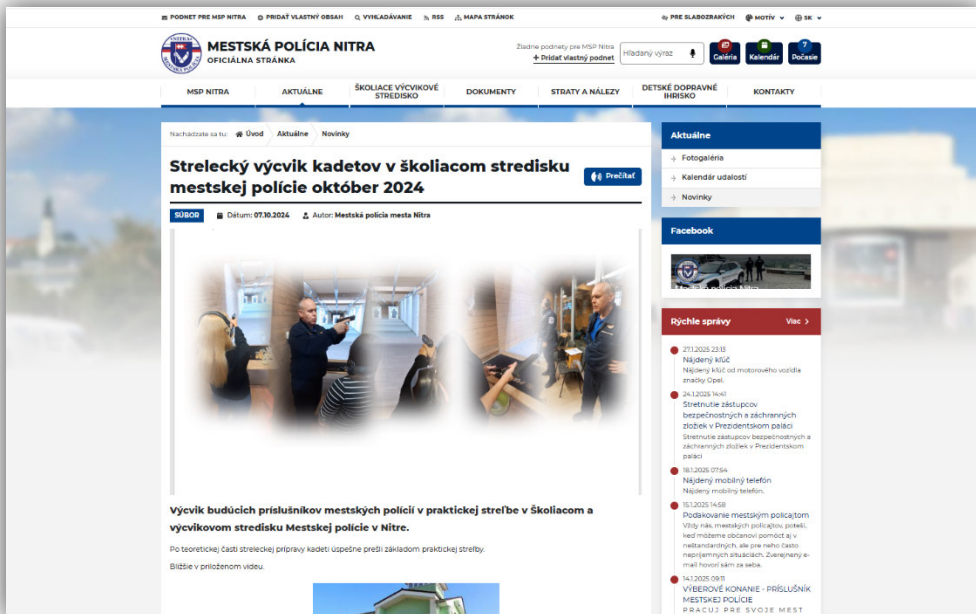 PODNET PRE MSP NITRA PRIDAŤ VLASTNÝ OBSAH VYHĽADÁVANIE RSS MAPA STRÁNOK PRE SLABOZRAKÝCH MOTÍV SK
MESTSKÁ POLÍCIA NITRA
OFICIÁLNA STRÁNKA
Žiadne podnety pre MSP Nitra
+ Pridať vlastný podnet
Hľadaný výraz
Galéria
Kalendár
7
Počasie
MSP NITRA
AKTUÁLNE
ŠKOLIACE VÝCVIKOVÉ
STREDISKO
DOKUMENTY
STRATY A NÁLEZY
DETSKÉ DOPRAVNÉ
IHRISKO
KONTAKTY
Nachádzate sa tu: Úvod Aktuálne Novinky
Strelecký výcvik kadetov v školiacom stredisku
mestskej polície október 2024
Prečítať
SÚBOR Dátum: 07.10.2024 Autor: Mestská polícia mesta Nitra
Výcvik budúcich príslušníkov mestských polícií v praktickej streľbe v Školiacom a
výcvikovom stredisku Mestskej polície v Nitre.
Po teoretickej časti streleckej prípravy kadeti úspešne prešli základom praktickej streľby.
Bližšie v priloženom videu.
Aktuálne
Fotogaléria
Kalendár udalostí
Novinky
Facebook
Mestská polícia Nitra
Rýchle správy Viac
27.1.2025 23:13
Nájdený kľúč
Nájdený kľúč od motorového vozidla
značky Opel.
24.1.2025 14:41
Stretnutie zástupcov
bezpečnostných a záchranných
zložiek v Prezidentskom paláci
Stretnutie zástupcov bezpečnostných a
záchranných zložiek v Prezidentskom
paláci
18.1.2025 07:54
Nájdený mobilný telefón
Nájdený mobilný telefón.
15.1.2025 14:58
Poďakovanie mestským policajtom
Vždy nás, mestských policajtov, poteší,
keď môžeme občanovi pomôcť aj v
neštandardných, ale pre neho často
nepríjemných situáciách. Zverejnený e-
mail hovorí sám za seba.
14.1.2025 09:11
VÝBEROVÉ KONANIE - PRÍSLUŠNÍK
MESTSKEJ POLÍCIE
PRACUJ PRE SVOJE MEST